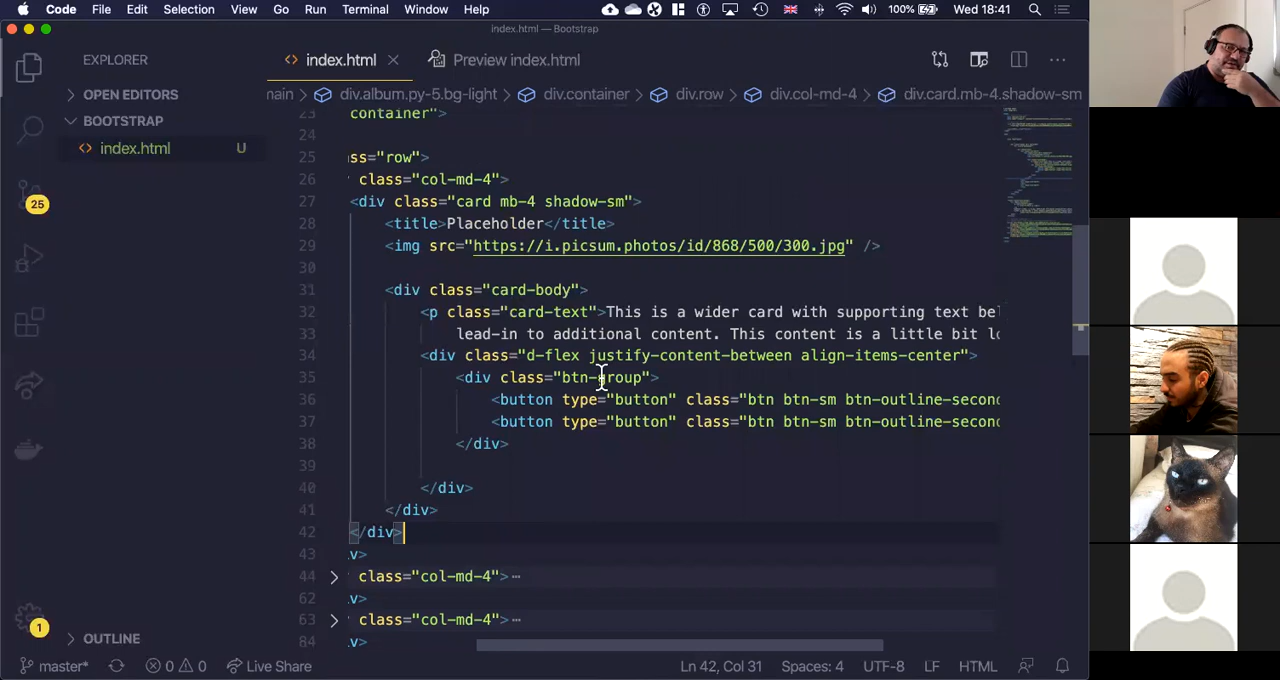 Code File Edit Selection View Go Run Terminal Window Help 100% Wed 18:41
index.html — Bootstrap
EXPLORER
index.html
Preview index.html
OPEN EDITORS
BOOTSTRAP
index.html U
25
1
OUTLINE
main > div.album.py-5.bg-light > div.container > div.row > div.col-md-4 > div.card.mb-4.shadow-sm
23 container">
24
25 ss="row">
26 class="col-md-4">
27 <div class="card mb-4 shadow-sm">
28 <title>Placeholder</title>
29 <img src="https://i.picsum.photos/id/868/500/300.jpg" />
30
31 <div class="card-body">
32 <p class="card-text">This is a wider card with supporting text bel
33 lead-in to additional content. This content is a little bit lo
34 <div class="d-flex justify-content-between align-items-center">
35 <div class="btn-group">
36 <button type="button" class="btn btn-sm btn-outline-second
37 <button type="button" class="btn btn-sm btn-outline-second
38 </div>
39
40 </div>
41 </div>
42 </div>
43 v>
44 class="col-md-4">
62 v>
63 class="col-md-4">
84 v>
master* 0 0 Live Share Ln 42, Col 31 Spaces: 4 UTF-8 LF HTML